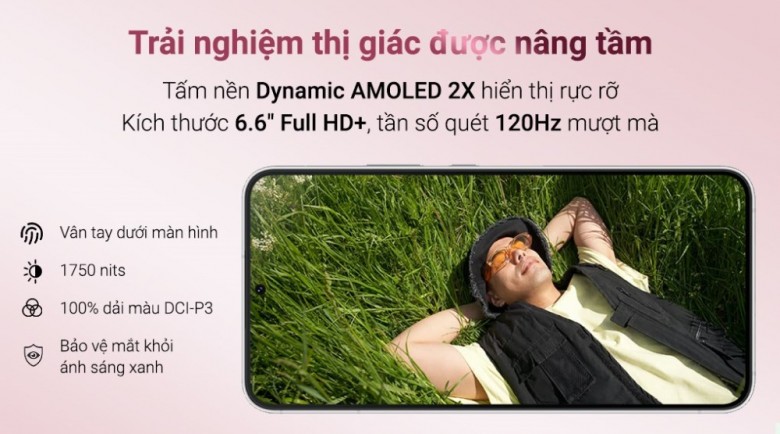 Trải nghiệm thị giác được nâng tầm
Tấm nền Dynamic AMOLED 2X hiển thị rực rỡ
Kích thước 6.6" Full HD+, tần số quét 120Hz mượt mà
Vân tay dưới màn hình
1750 nits
100% dải màu DCI-P3
Bảo vệ mắt khỏi
ánh sáng xanh